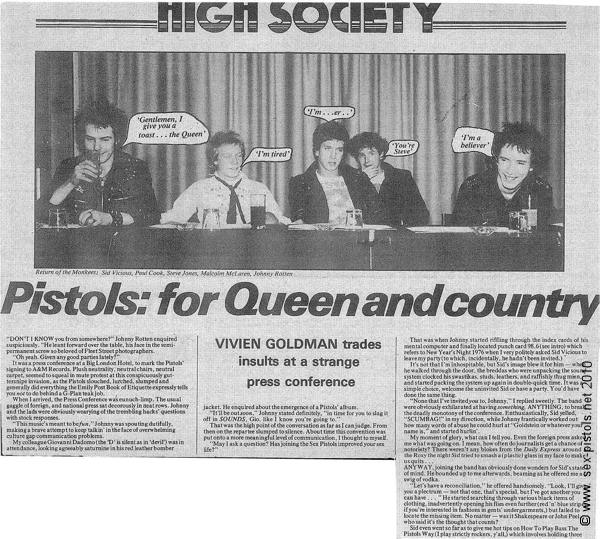 HIGH SOCIETY
'Gentlemen, I
give you a
toast . . . the Queen'
'I'm tired'
'I'm . . .er . .'
'You're
Steve'
'I'm a
believer'
Return of the Monkees: Sid Vicious, Paul Cook, Steve Jones, Malcolm McLaren, Johnny Rotten
Pistols: for Queen and country
"DON'T I KNOW you from somewhere?" Johnny Rotten enquired
suspiciously. "He leant forward over the table, his face in the semi-
permanent screw so beloved of Fleet Street photographers.
"Oh yeah. Given any good parties lately?"
It was a press conference at a Big London Hotel, to mark the Pistols'
signing to A&M Records. Plush neutrality, neutral chairs, neutral
carpet, seemed to squeal in mute protest at this conspicuously gut-
tersnipe invasion, as the Pistols slouched, lurched, slumped and
generally did everything the Emily Post Book of Etiquette expressly tells
you not to do behind a G-Plan teak job.
When I arrived, the Press Conference was in limp. The usual
gaggle of foreign and national press sat decorously in neat rows. Johnny
and the lads were obviously wearying of the trembling hacks' questions
with stock responses.
"This music's meant to be fun," Johnny was spouting dutifully,
making a brave attempt to keep talkin' in the face of overwhelming
column inches.
My colleague Giovanni Dadomo (the 'D' is silent as in 'devil') was in
attendance, looking agreeably saturnine in his red leather bomber
VIVIEN GOLDMAN trades
insults at a strange
press conference
jacket. He enquired about the emergence of a Pistols' album.
"It'll be out soon," Johnny stated definitely, "in time for you to slag it
off in SOUNDS, Gio, like I know you're going to."
That was the high point of the conversation as far as I can judge. From
then on the repartee slumped to silence. About time this convention was
put onto a more meaningful level of communication, I thought to myself.
"May I ask a question? Has joining the Sex Pistols improved your sex
life?"
That was when Johnny started riffling through the index cards of his
mental computer and finally located punch card 98.6 (see intro) which
refers to New Year's Night 1976 when I very politely asked Sid Vicious to
leave my party (to which, incidentally, he hadn't been invited.)
It's not that I'm inhospitable, but Sid's image blew it for him —
he walked through the door, the bredda who were unpacking the sound
system clocked his swastikas, studs, leathers, and raffishly
and started packing the system up again in double-quick time. It was a
simple choice, welcome the uninvited Sid or have a party. You'd have
done the same thing.
"Now that I've invited you to, Johnny," I replied sweetly. The band
were obviously exhilarated at having something, ANYTHING, to break
the deadly monotony of the conference. Enthusiastically, Sid yelled
"SCUMBAG!" in my direction, while Johnny frantically worked out
how many words of abuse he could hurl at "Goldstein or whatever your
name is," and started hurlin'.
My moment of glory, what can I tell you. Even the foreign press
what was going on. I mean, how often do journalists get a chance of
notoriety? There weren't any blokes from the Daily Express around
the Roxy the night Sid tried to smash a (plastic) glass in my face to make
us quits . . .
ANYWAY, joining the band has obviously done wonders for Sid's state
of mind. He bounded up to me afterwards, beaming as he offered me a
swig of vodka.
"Let's have a reconciliation," he offered handsomely. "Look, I'll give
you a plectrum — not that one, that's special, but I've got another you
can have . . ." He started searching through various black items of
clothing, inadvertently opening his flies even further (red 'n' blue
if you're interested in fashions in gents' undergarments,) but failed to
locate the missing item. No matter — was it Shakespeare or John Peel
who said it's the thought that counts?
Sid even gave me some hot tips on How To Play Bass The
Pistols Way (I play strictly rockers, y'all,) which involves holding three
© www.sex-pistols.net 2010